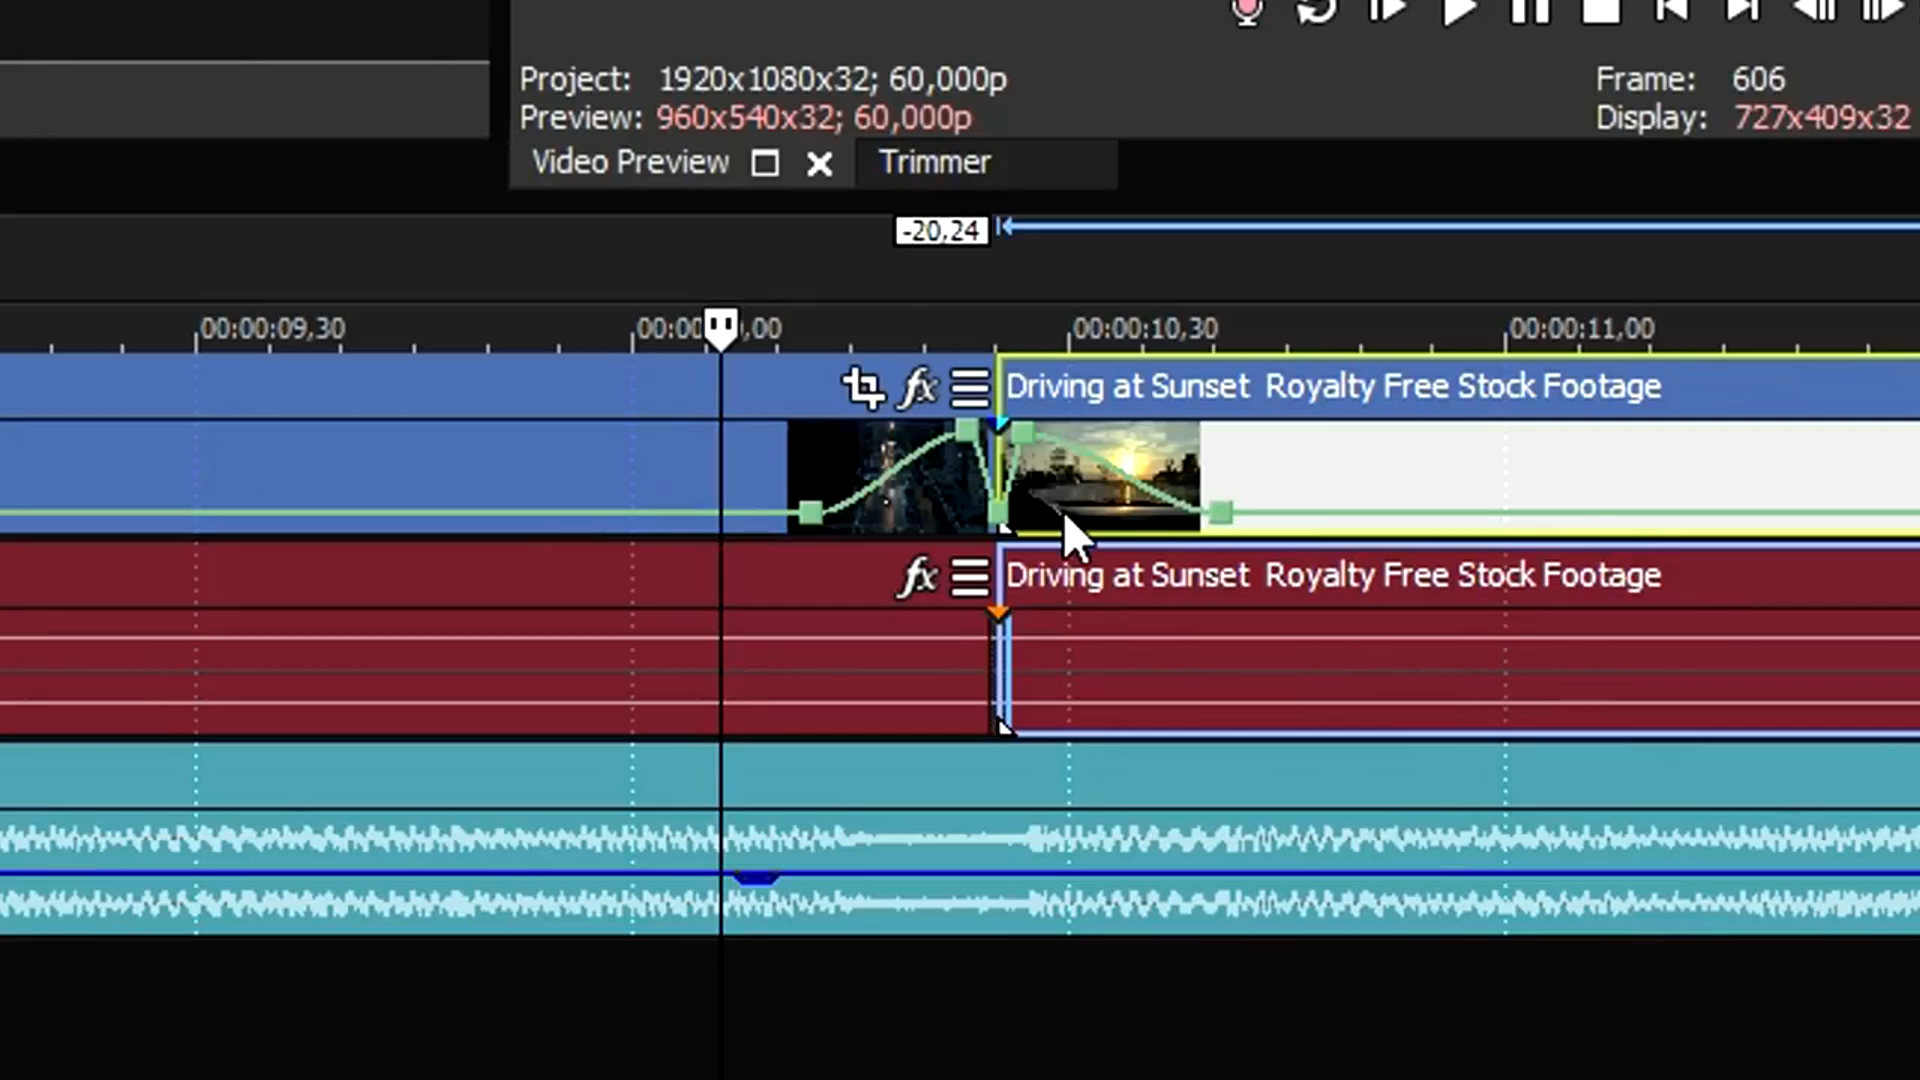 Project: 1920x1080x32; 60,000p
Frame: 606
Preview: 960x540x32; 60,000p
Display: 727x409x32
Video Preview
Trimmer
-20,24
00:00:09,30
00:00
,00
00:00:10,30
00:00:11,00
fx
Driving at Sunset Royalty Free Stock Footage
fx
Driving at Sunset Royalty Free Stock Footage